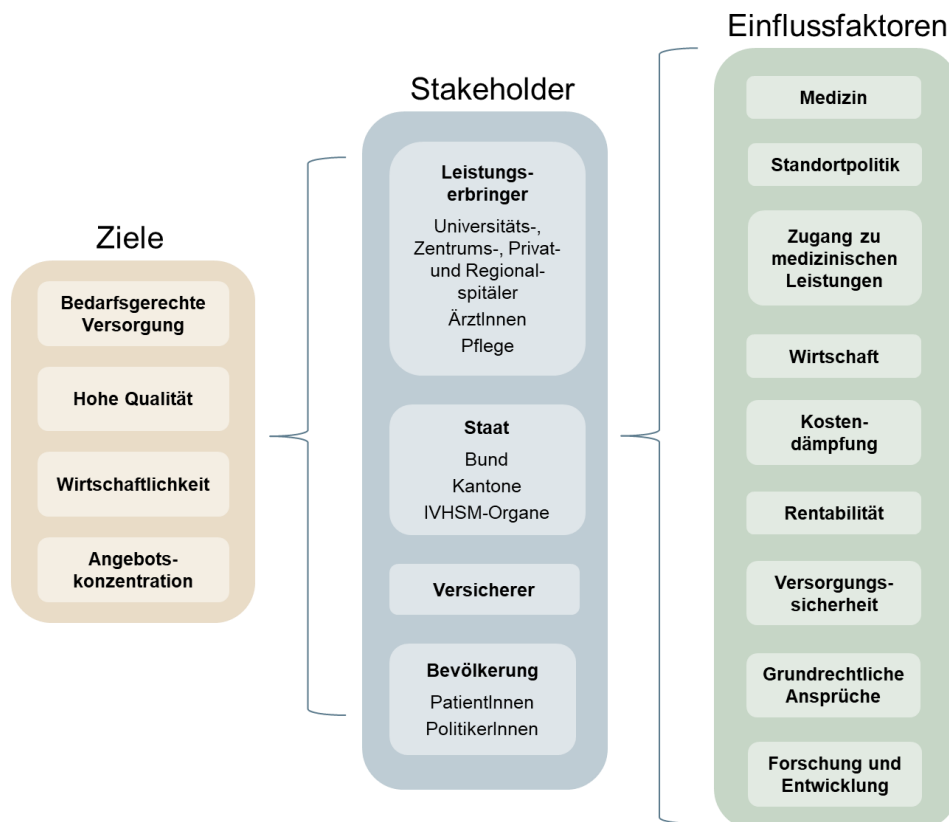 Ziele
Bedarfsgerechte
Versorgung
Hohe Qualität
Wirtschaftlichkeit
Angebots-
konzentration
Stakeholder
Leistungs-
erbringer
Universitäts-,
Zentrums-, Privat-
und Regional-
spitäler
ÄrztInnen
Pflege
Staat
Bund
Kantone
IVHSM-Organe
Versicherer
Bevölkerung
PatientInnen
PolitikerInnen
Einflussfaktoren
Medizin
Standortpolitik
Zugang zu
medizinischen
Leistungen
Wirtschaft
Kosten-
dämpfung
Rentabilität
Versorgungs-
sicherheit
Grundrechtliche
Ansprüche
Forschung und
Entwicklung